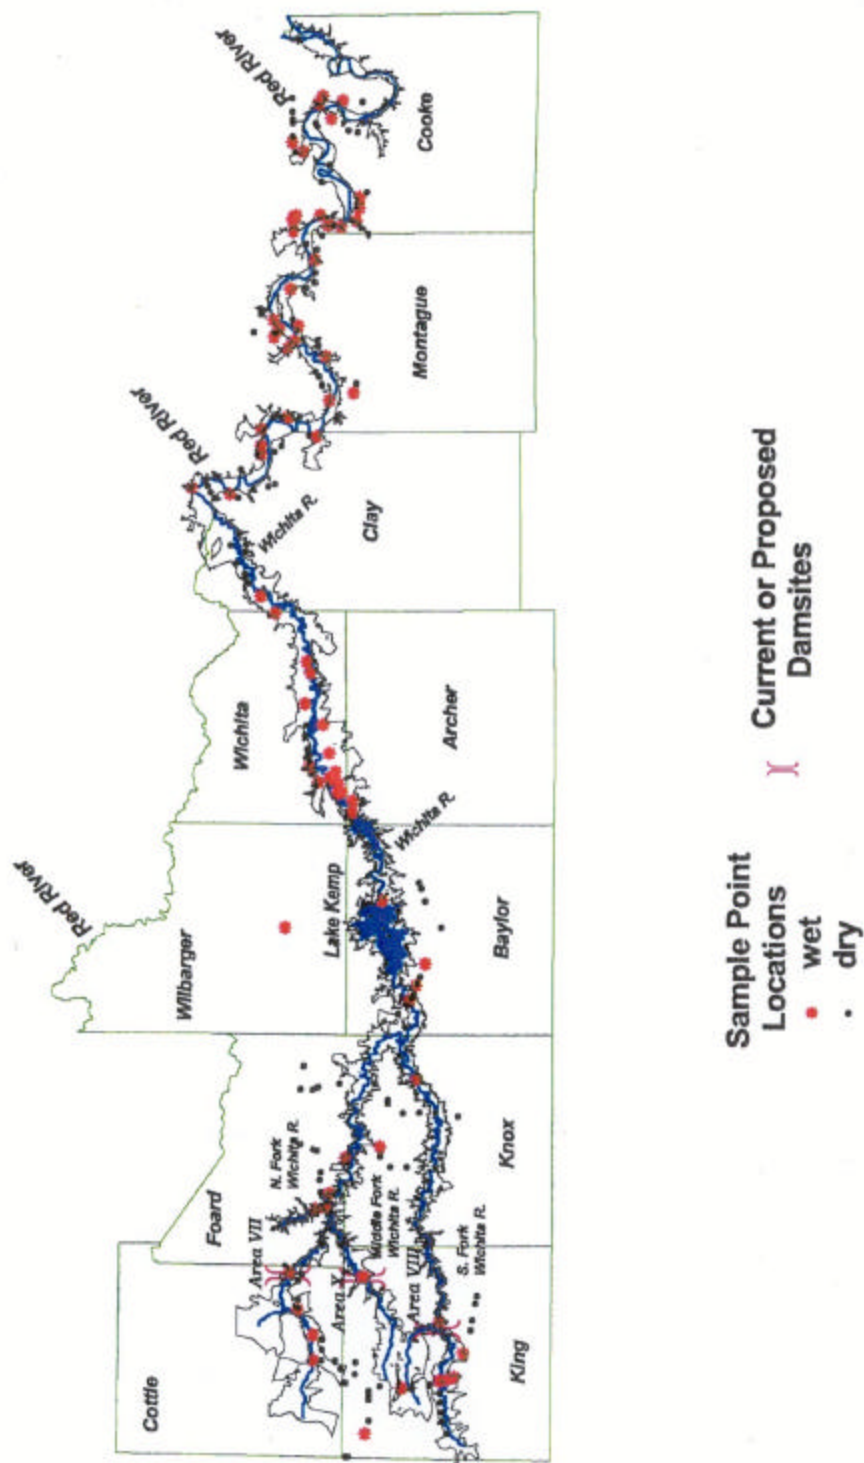 Red River
Red River
Red River
Cooke
Montague
Clay
Wichita R.
Wichita
Archer
Wichita R.
Wilbarger
Lake Kemp
Baylor
Foard
N. Fork
Wichita R.
Knox
Middle Fork
Wichita R.
S. Fork
Wichita R.
Area VII
Area X
Area VIII
Cottle
King
Sample Point
Locations
wet
dry
Current or Proposed
Damsites